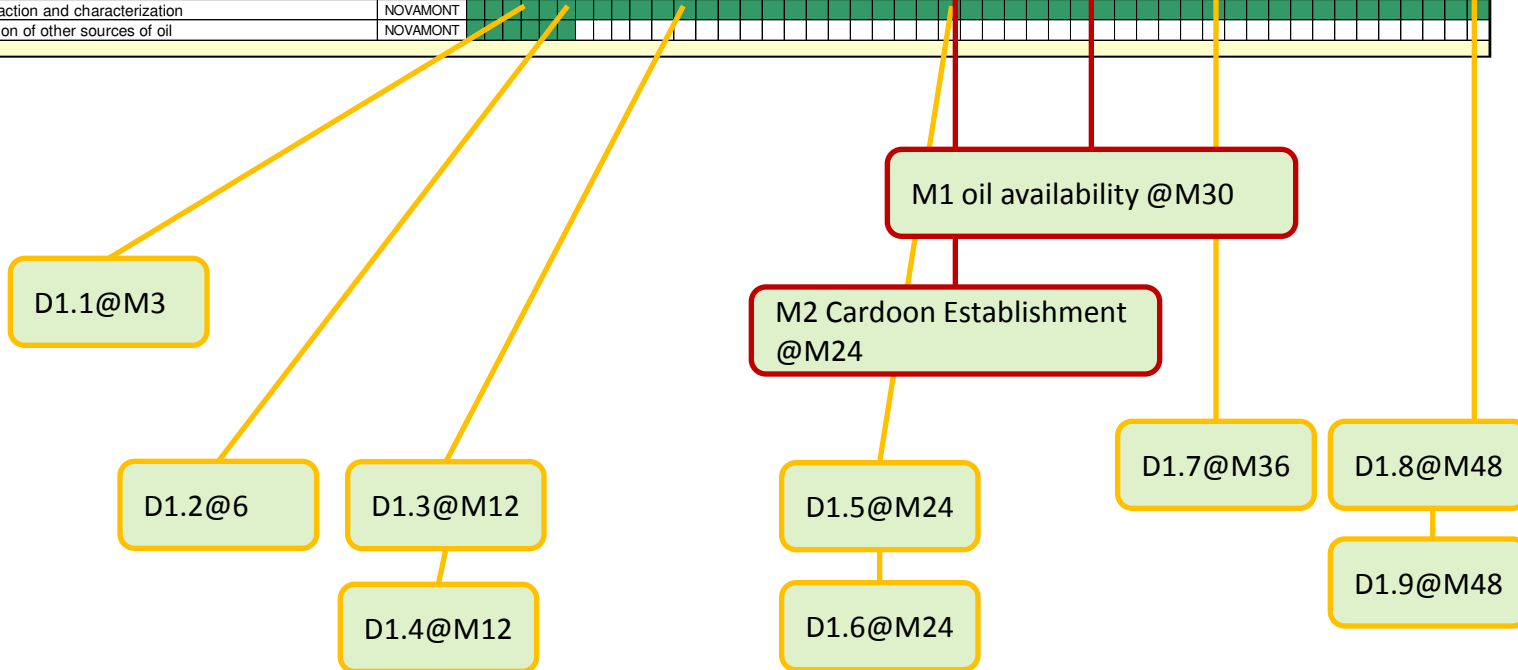 action and characterization NOVAMONT
ion of other sources of oil NOVAMONT
M1 oil availability @M30
D1.1@M3
M2 Cardoon Establishment
@M24
D1.7@M36
D1.8@M48
D1.2@6
D1.3@M12
D1.5@M24
D1.9@M48
D1.4@M12
D1.6@M24